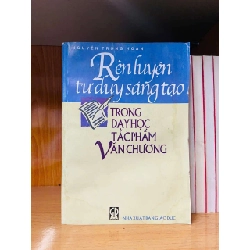 NGUYỄN TRỌNG HOÀN
Rèn luyện
tư duy sáng tạo
TRONG
DẠY HỌC
TÁC PHẨM
VĂN CHƯƠNG
NHÀ XUẤT BẢN GIÁO DỤC